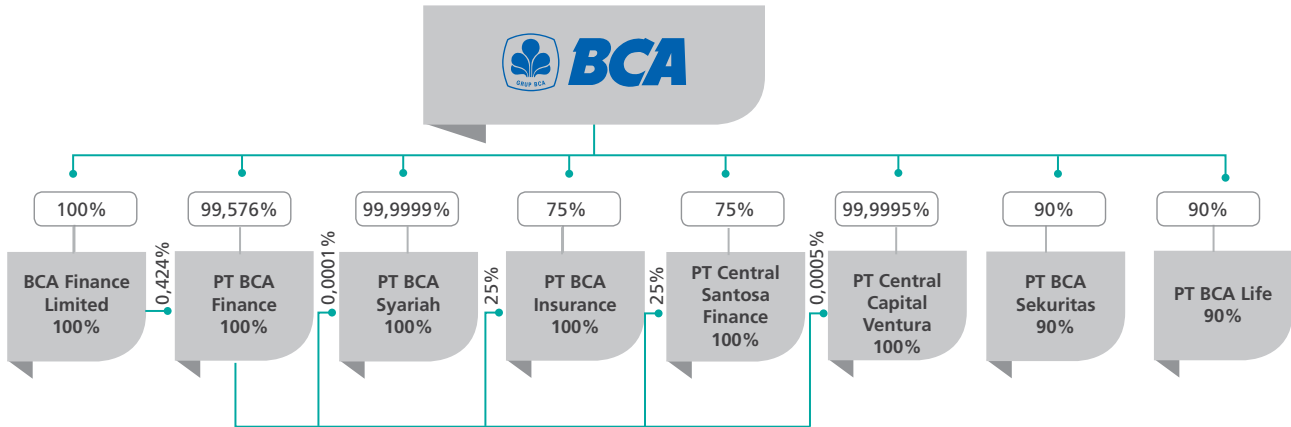 GRUP BCA
BCA
100%
99,576%
99,9999%
75%
75%
99,9995%
90%
90%
BCA Finance
Limited
100%
0,424%
PT BCA
Finance
100%
0,0001%
PT BCA
Syariah
100%
25%
PT BCA
Insurance
100%
25%
PT Central
Santosa
Finance
100%
0,0005%
PT Central
Capital
Ventura
100%
PT BCA
Sekuritas
90%
PT BCA Life
90%